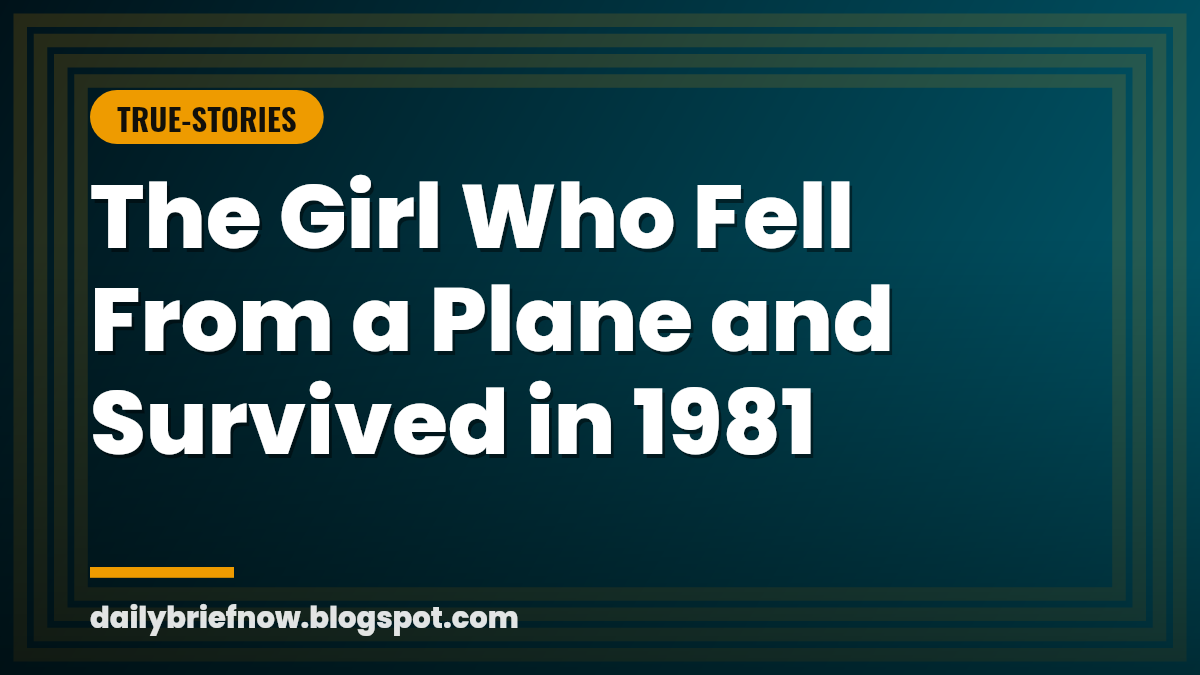 TRUE-STORIES
The Girl Who Fell
From a Plane and
Survived in 1981
dailybriefnow.blogspot.com